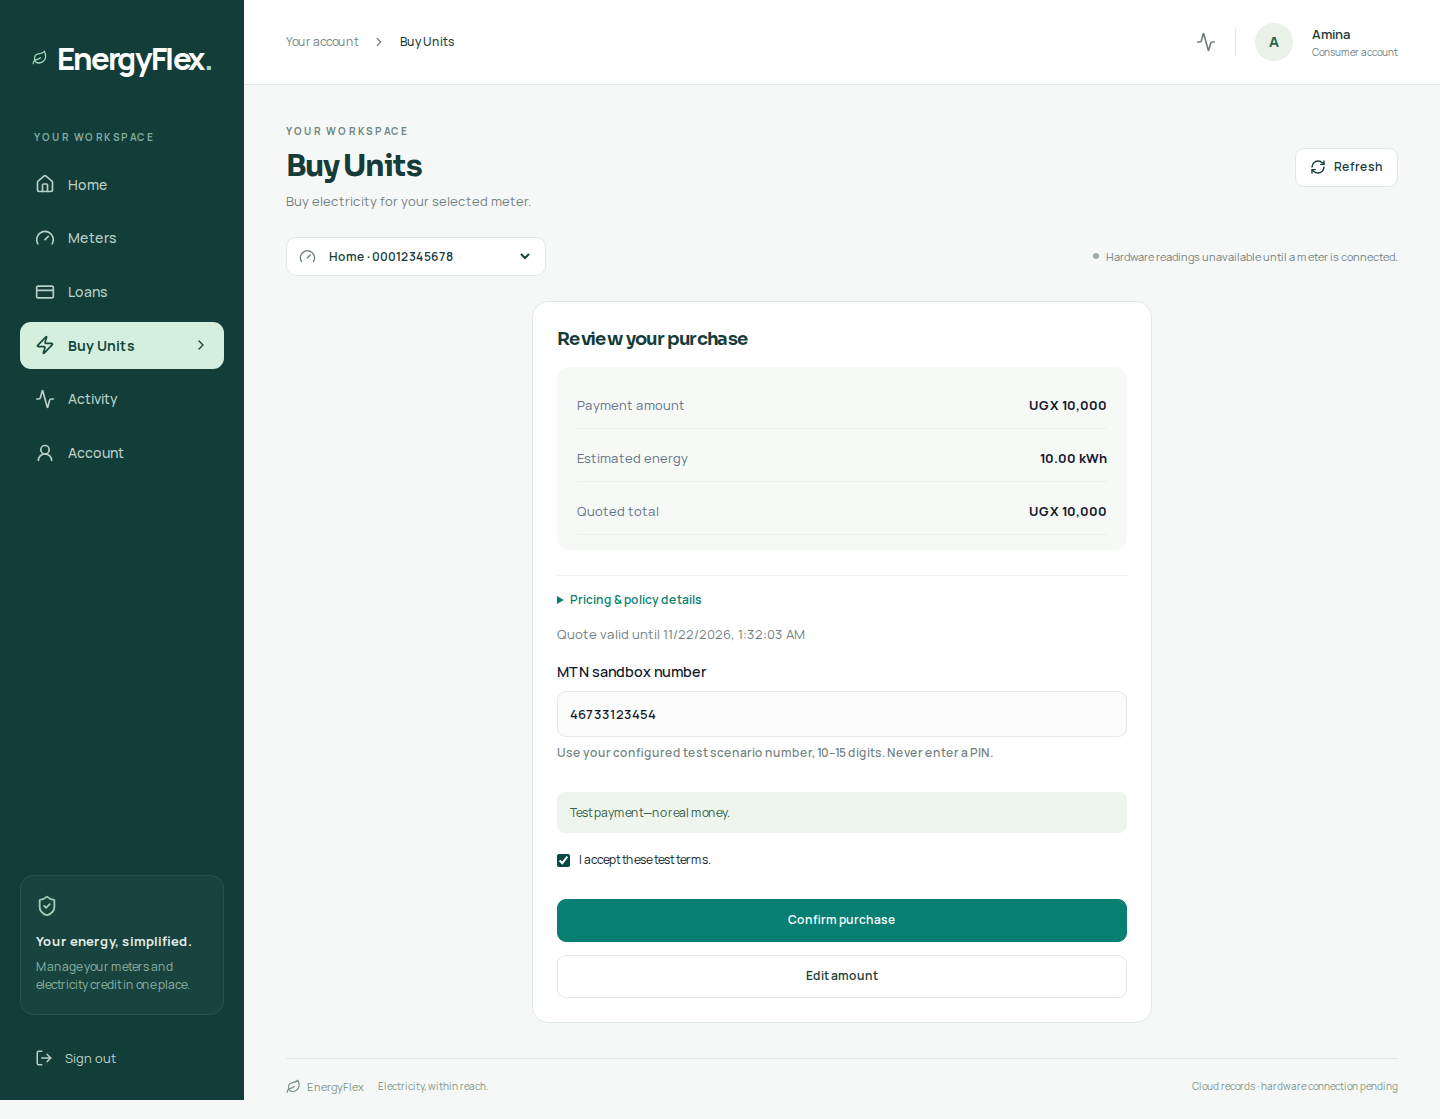 EnergyFlex.
YOUR WORKSPACE
Home
Meters
Loans
Buy Units
Activity
Account
Your energy, simplified.
Manage your meters and
electricity credit in one place.
Sign out
Your account > Buy Units
A
Amina
Consumer account
YOUR WORKSPACE
Buy Units
Buy electricity for your selected meter.
Refresh
Home · 00012345678
Hardware readings unavailable until a meter is connected.
Review your purchase
Payment amount UGX 10,000
Estimated energy 10.00 kWh
Quoted total UGX 10,000
Pricing & policy details
Quote valid until 11/22/2026, 1:32:03 AM
MTN sandbox number
46733123454
Use your configured test scenario number, 10–15 digits. Never enter a PIN.
Test payment—no real money.
I accept these test terms.
Confirm purchase
Edit amount
EnergyFlex Electricity, within reach.
Cloud records · hardware connection pending